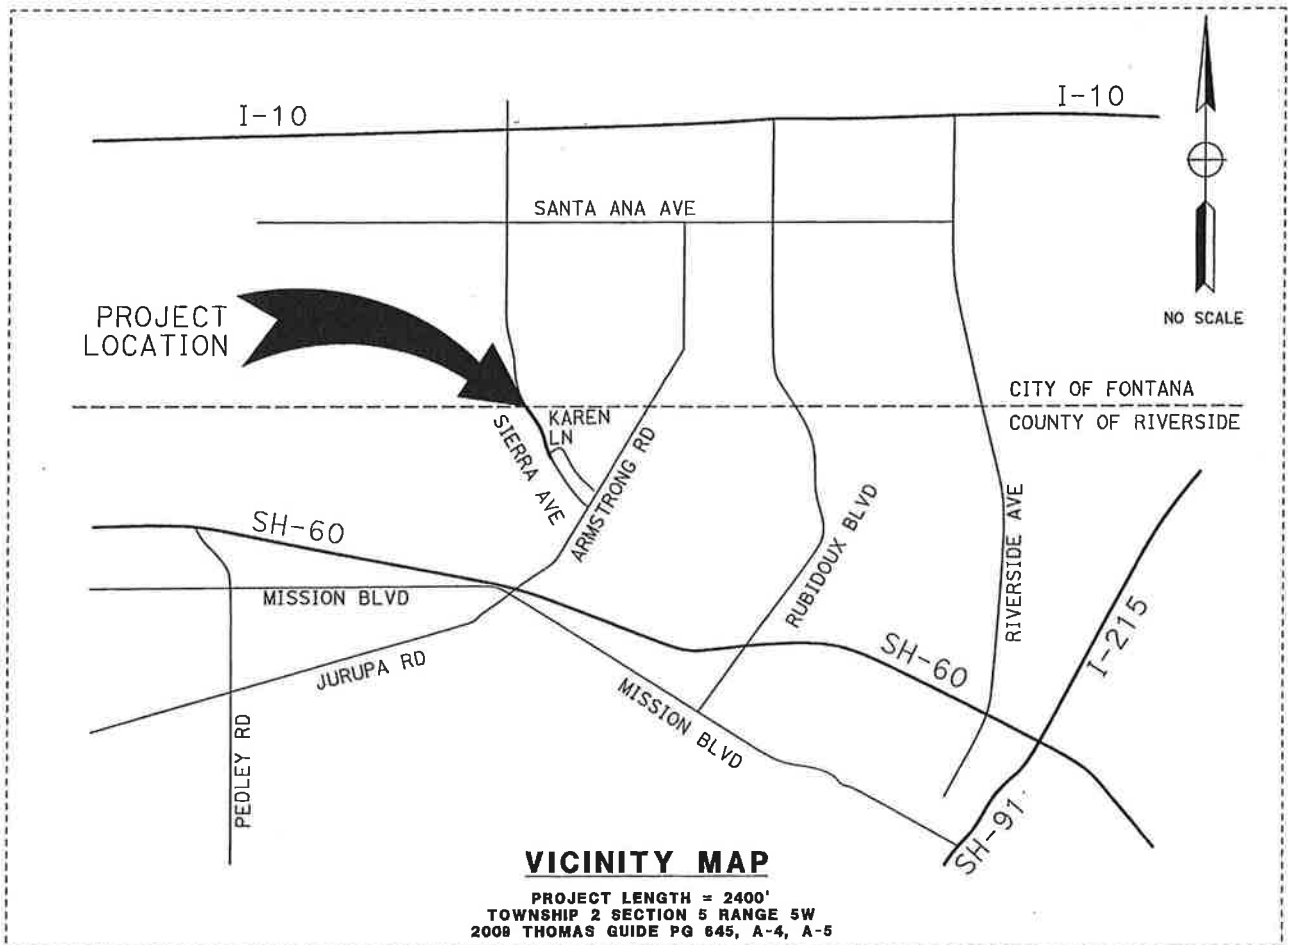 I-10
I-10
SANTA ANA AVE
PROJECT
LOCATION
NO SCALE
CITY OF FONTANA
COUNTY OF RIVERSIDE
KAREN
LN
SIERRA AVE
ARMSTRONG RD
RUBIDOUX BLVD
RIVERSIDE AVE
SH-60
MISSION BLVD
JURUPA RD
PEDLEY RD
MISSION BLVD
SH-60
I-215
SH-91
VICINITY MAP
PROJECT LENGTH = 2400'
TOWNSHIP 2 SECTION 5 RANGE 5W
2009 THOMAS GUIDE PG 645, A-4, A-5